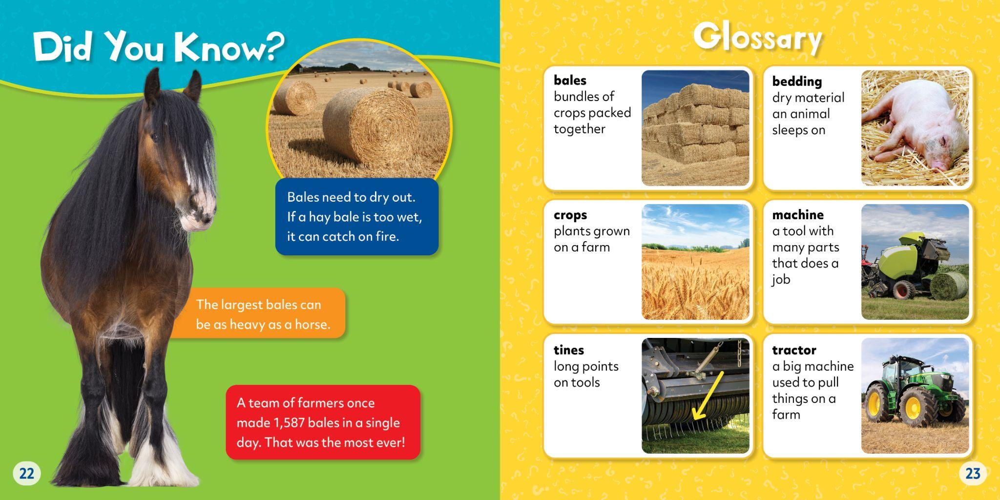 Did You Know?
Bales need to dry out.
If a hay bale is too wet,
it can catch on fire.
The largest bales can
be as heavy as a horse.
A team of farmers once
made 1,587 bales in a single
day. That was the most ever!
22
Glossary
bales
bundles of
crops packed
together
bedding
dry material
an animal
sleeps on
crops
plants grown
on a farm
machine
a tool with
many parts
that does a
job
tines
long points
on tools
tractor
a big machine
used to pull
things on a
farm
23